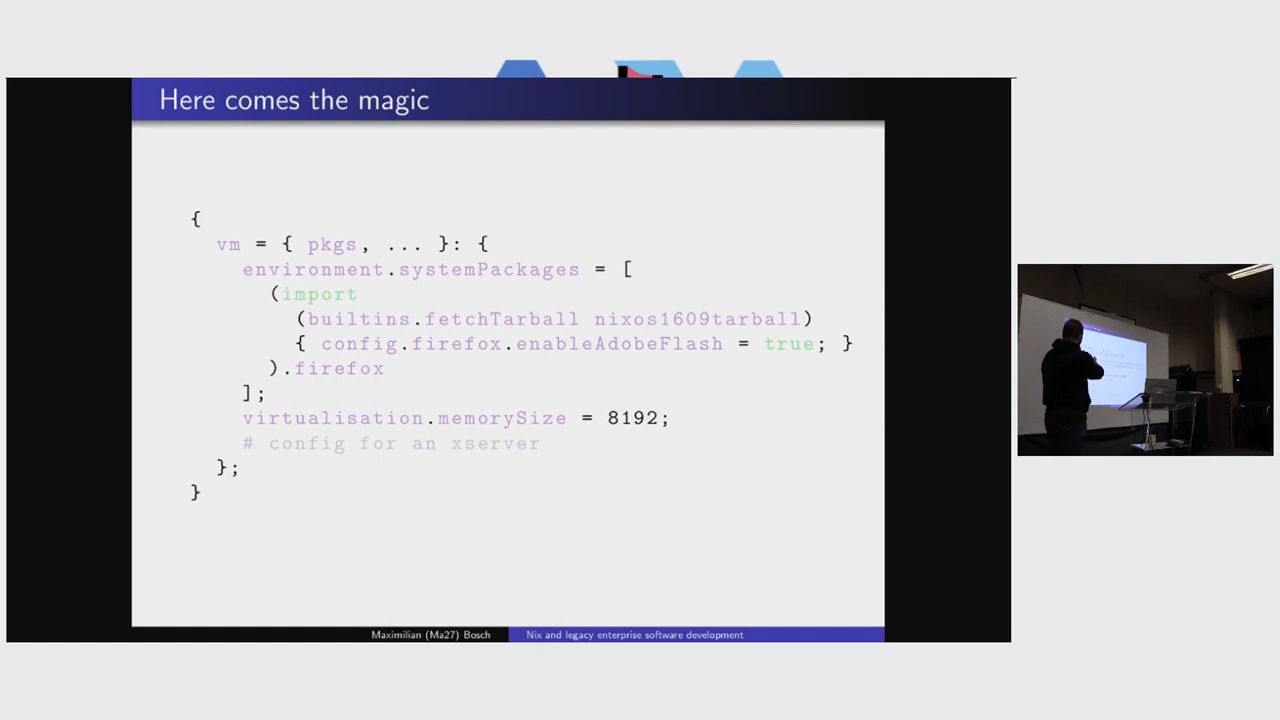 Here comes the magic
{
vm = { pkgs, ... }: {
environment.systemPackages = [
(import
(builtins.fetchTarball nixos1609tarball)
{ config.firefox.enableAdobeFlash = true; }
).firefox
];
virtualisation.memorySize = 8192;
# config for an xserver
};
}
Maximilian (Ma27) Bosch
Nix and legacy enterprise software development